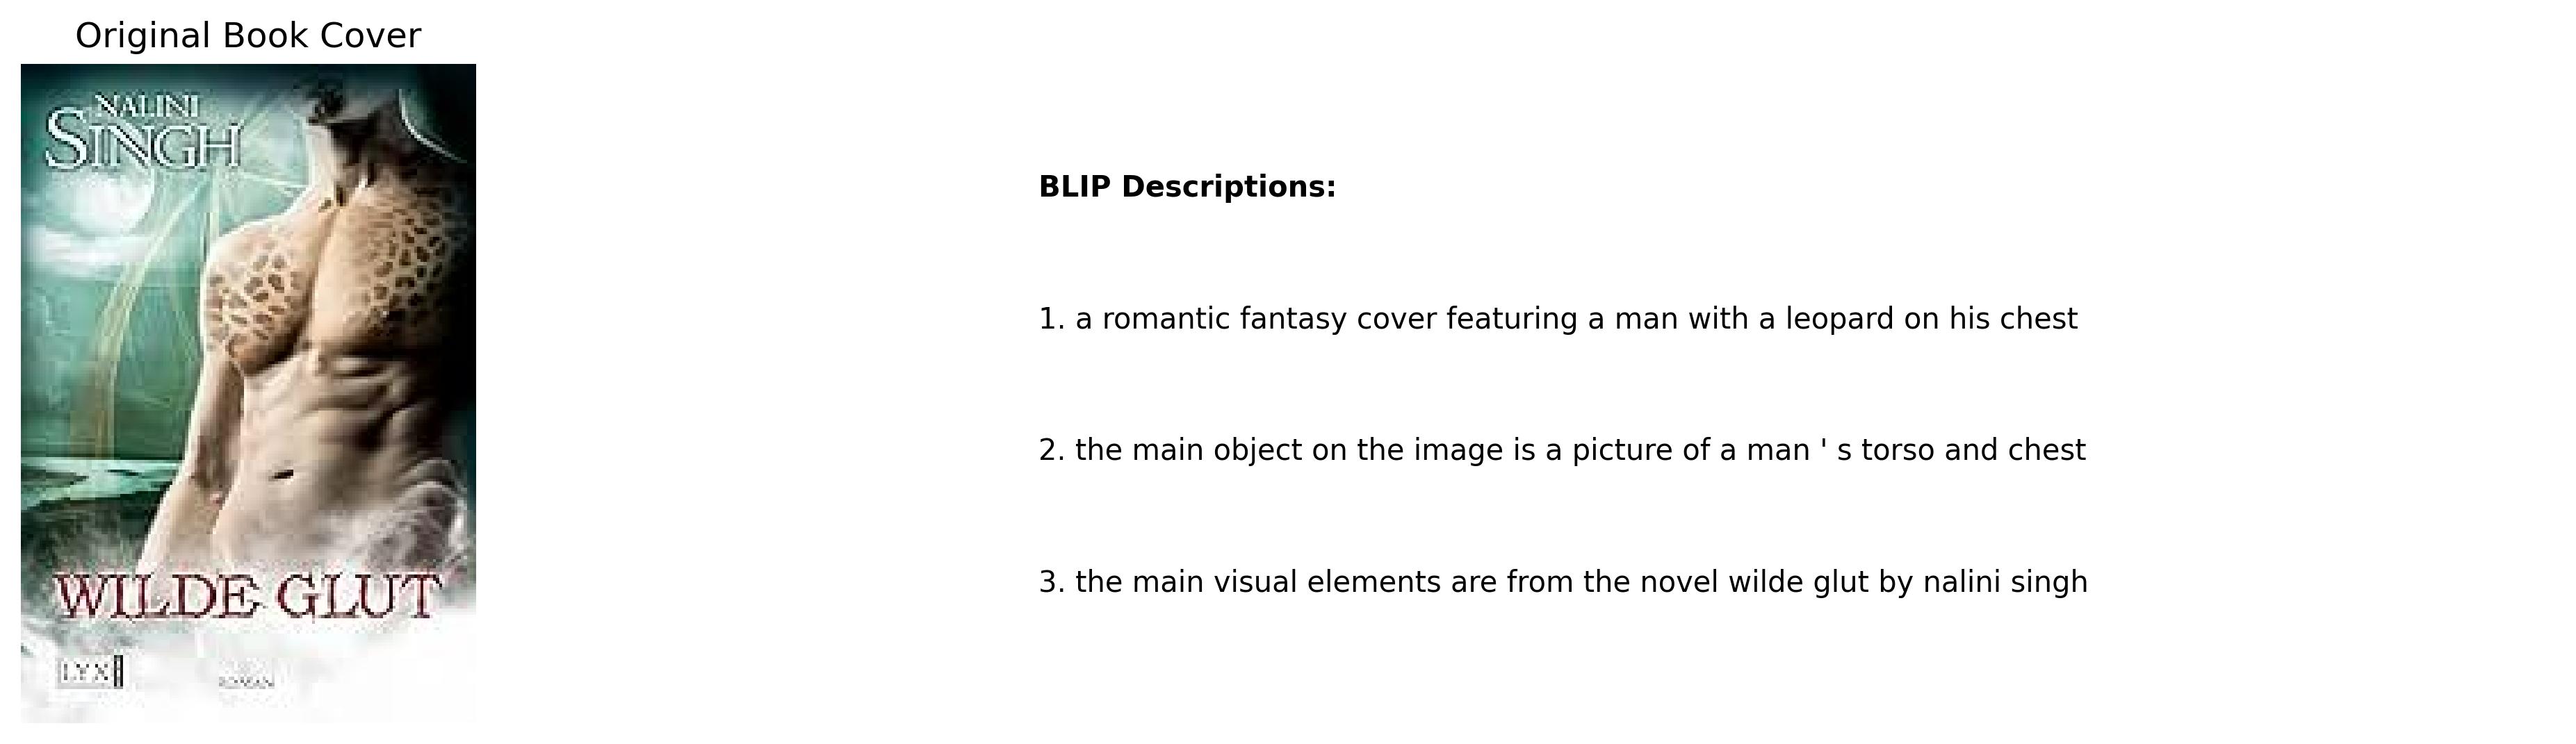 Original Book Cover
NALINI
SINGH
WILDE GLUT
LYX
ROMAN
BLIP Descriptions:
1. a romantic fantasy cover featuring a man with a leopard on his chest
2. the main object on the image is a picture of a man ' s torso and chest
3. the main visual elements are from the novel wilde glut by nalini singh